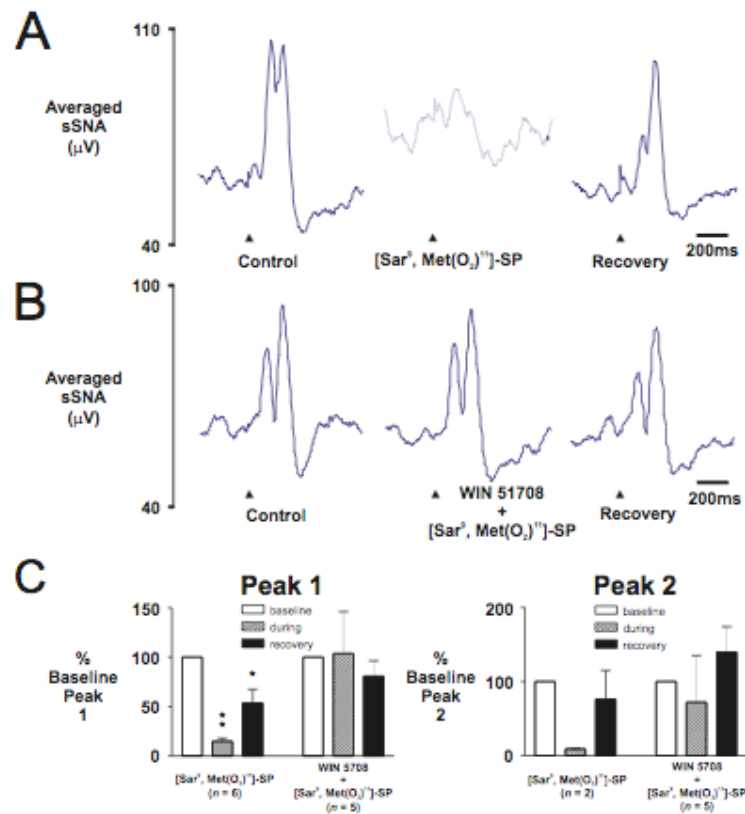 A
110
Averaged
sSNA
(µV)
40
Control
[Sar⁹, Met(O₂)¹¹]-SP
Recovery
200ms
B
100
Averaged
sSNA
(µV)
40
Control
WIN 51708
+
[Sar⁹, Met(O₂)¹¹]-SP
Recovery
200ms
C
Peak 1
150
100
50
0
%
Baseline
Peak
1
baseline
during
recovery
*
*
*
[Sar⁹, Met(O₂)¹¹]-SP
(n = 6)
WIN 5708
+
[Sar⁹, Met(O₂)¹¹]-SP
(n = 5)
Peak 2
200
100
0
%
Baseline
Peak
2
baseline
during
recovery
[Sar⁹, Met(O₂)¹¹]-SP
(n = 2)
WIN 5708
+
[Sar⁹, Met(O₂)¹¹]-SP
(n = 5)